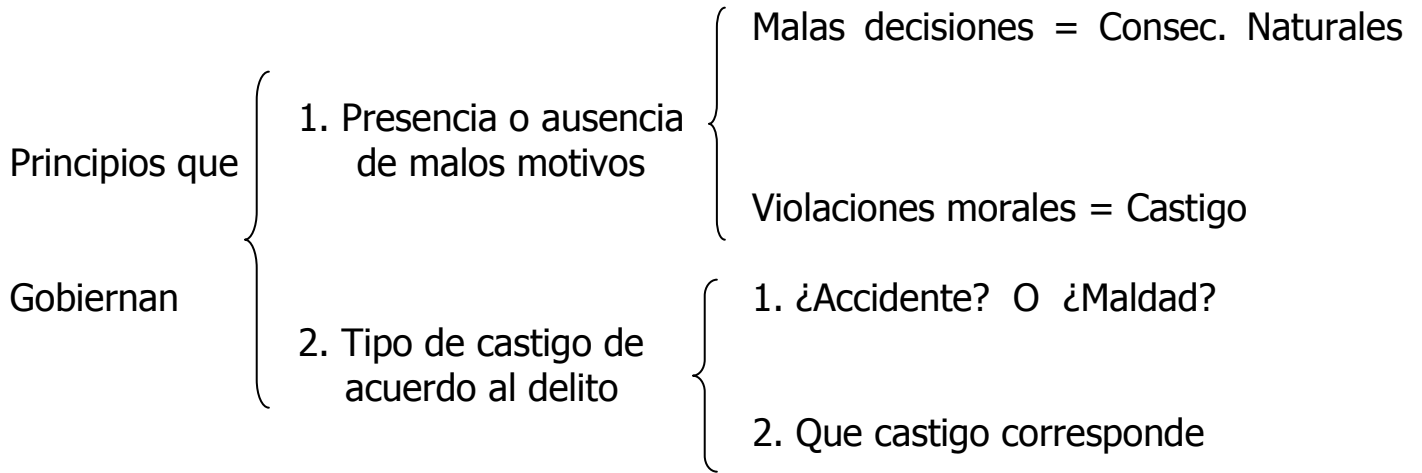 Principios que
Gobiernan
1. Presencia o ausencia
de malos motivos
Malas decisiones = Consec. Naturales
Violaciones morales = Castigo
2. Tipo de castigo de
acuerdo al delito
1. ¿Accidente? O ¿Maldad?
2. Que castigo corresponde